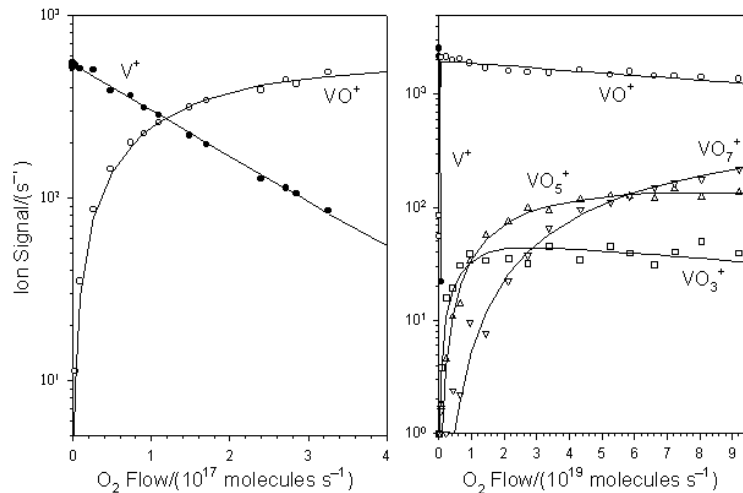 10³
10²
10¹
Ion Signal/(s⁻¹)
V⁺
VO⁺
0 1 2 3 4
O₂ Flow/(10¹⁷ molecules s⁻¹)
10³
10²
10¹
10⁰
VO⁺
V⁺
VO₇⁺
VO₅⁺
VO₃⁺
0 1 2 3 4 5 6 7 8 9
O₂ Flow/(10¹⁹ molecules s⁻¹)